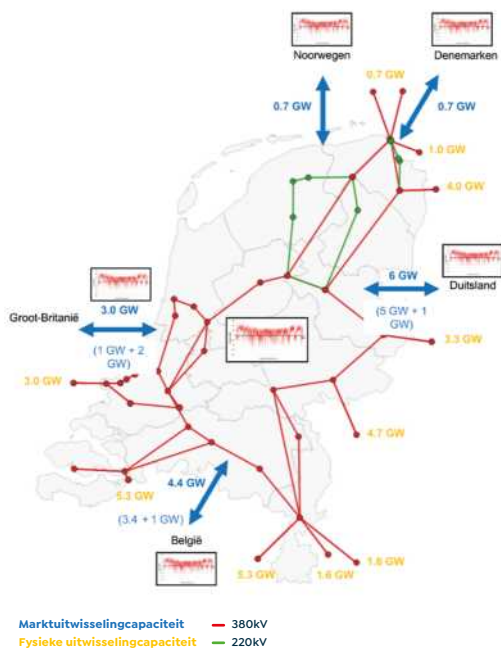 Noorwegen
Denemarken
0.7 GW
0.7 GW
0.7 GW
1.0 GW
4.0 GW
6 GW
(5 GW + 1
GW)
Duitsland
3.0 GW
Groot-Britanië
(1 GW + 2
GW)
3.3 GW
3.0 GW
4.7 GW
5.3 GW
4.4 GW
(3.4 + 1 GW)
België
5.3 GW
1.6 GW
1.8 GW
Marktuitwisselingcapaciteit
380kV
Fysieke uitwisselingcapaciteit
220kV